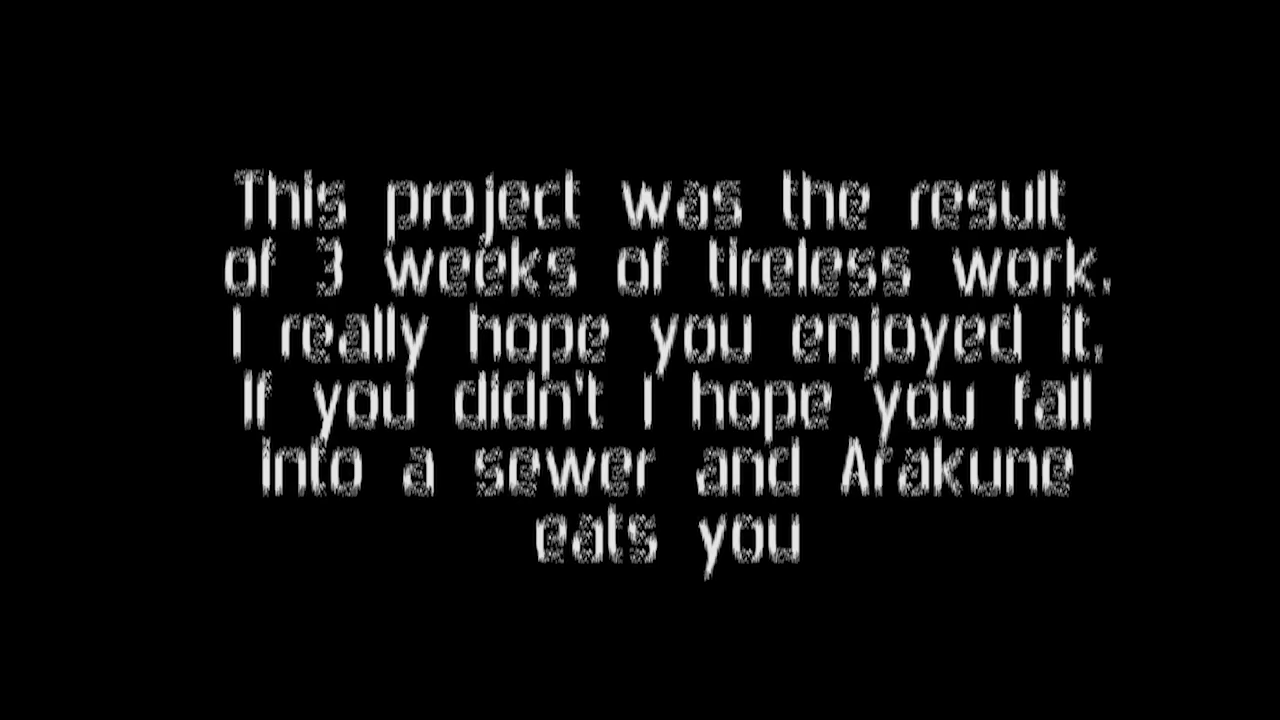 This project was the result
of 3 weeks of tireless work.
I really hope you enjoyed it.
If you didn't I hope you fall
into a sewer and Arakune
eats you